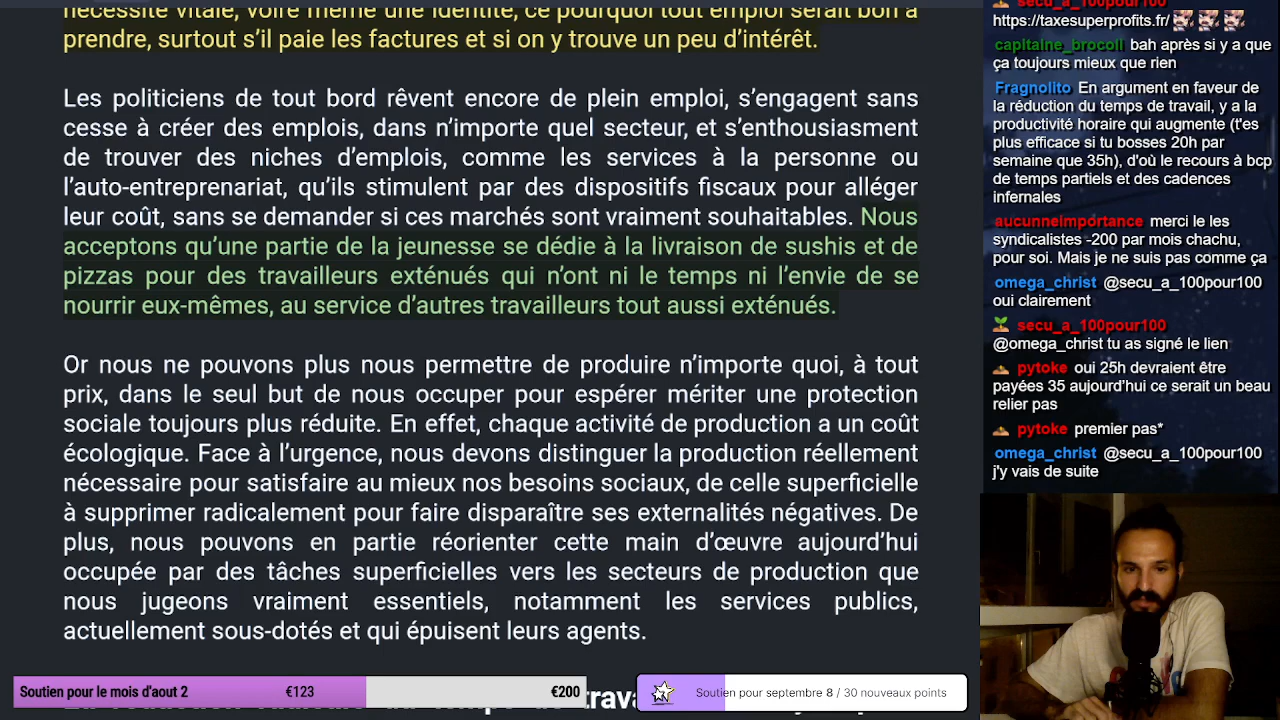 nécessité vitale, voire même une identité, ce pourquoi tout emploi serait bon à
prendre, surtout s’il paie les factures et si on y trouve un peu d’intérêt.
Les politiciens de tout bord rêvent encore de plein emploi, s’engagent sans
cesse à créer des emplois, dans n’importe quel secteur, et s’enthousiasment
de trouver des niches d’emplois, comme les services à la personne ou
l’auto-entreprenariat, qu’ils stimulent par des dispositifs fiscaux pour alléger
leur coût, sans se demander si ces marchés sont vraiment souhaitables. Nous
acceptons qu’une partie de la jeunesse se dédie à la livraison de sushis et de
pizzas pour des travailleurs exténués qui n’ont ni le temps ni l’envie de se
nourrir eux-mêmes, au service d’autres travailleurs tout aussi exténués.
Or nous ne pouvons plus nous permettre de produire n’importe quoi, à tout
prix, dans le seul but de nous occuper pour espérer mériter une protection
sociale toujours plus réduite. En effet, chaque activité de production a un coût
écologique. Face à l’urgence, nous devons distinguer la production réellement
nécessaire pour satisfaire au mieux nos besoins sociaux, de celle superficielle
à supprimer radicalement pour faire disparaître ses externalités négatives. De
plus, nous pouvons en partie réorienter cette main d’œuvre aujourd’hui
occupée par des tâches superficielles vers les secteurs de production que
nous jugeons vraiment essentiels, notamment les services publics,
actuellement sous-dotés et qui épuisent leurs agents.
Soutien pour le mois d'aout 2 €123 €200
Soutien pour septembre 8 / 30 nouveaux points
secu_a_100pour100
https://taxesuperprofits.fr/
capitaine_brocoli bah après si y a que
ça toujours mieux que rien
Fragnolito En argument en faveur de
la réduction du temps de travail, y a la
productivité horaire qui augmente (t'es
plus efficace si tu bosses 20h par
semaine que 35h), d'où le recours à bcp
de temps partiels et des cadences
infernales
aucunneimportance merci le les
syndicalistes -200 par mois chachu,
pour soi. Mais je ne suis pas comme ça
omega_christ @secu_a_100pour100
oui clairement
secu_a_100pour100
@omega_christ tu as signé le lien
pytoke oui 25h devraient être
payées 35 aujourd'hui ce serait un beau
relier pas
pytoke premier pas*
omega_christ @secu_a_100pour100
j'y vais de suite